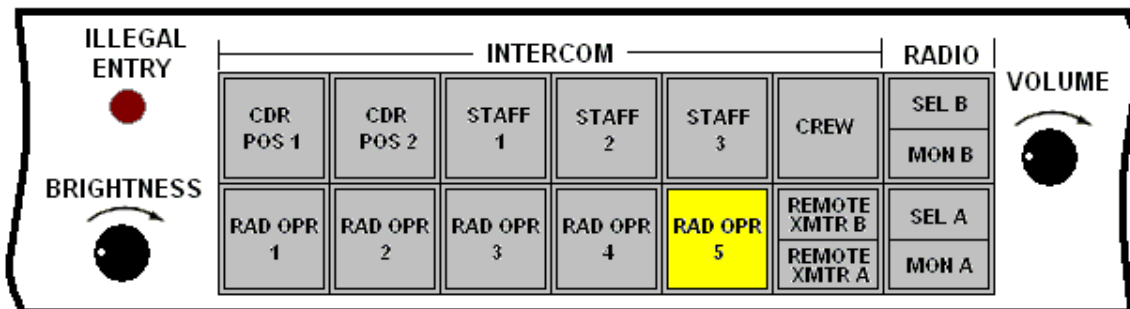 ILLEGAL
ENTRY
INTERCOM
RADIO
VOLUME
BRIGHTNESS
CDR
POS 1
CDR
POS 2
STAFF
1
STAFF
2
STAFF
3
CREW
SEL B
MON B
RAD OPR
1
RAD OPR
2
RAD OPR
3
RAD OPR
4
RAD OPR
5
REMOTE
XMTR B
REMOTE
XMTR A
SEL A
MON A